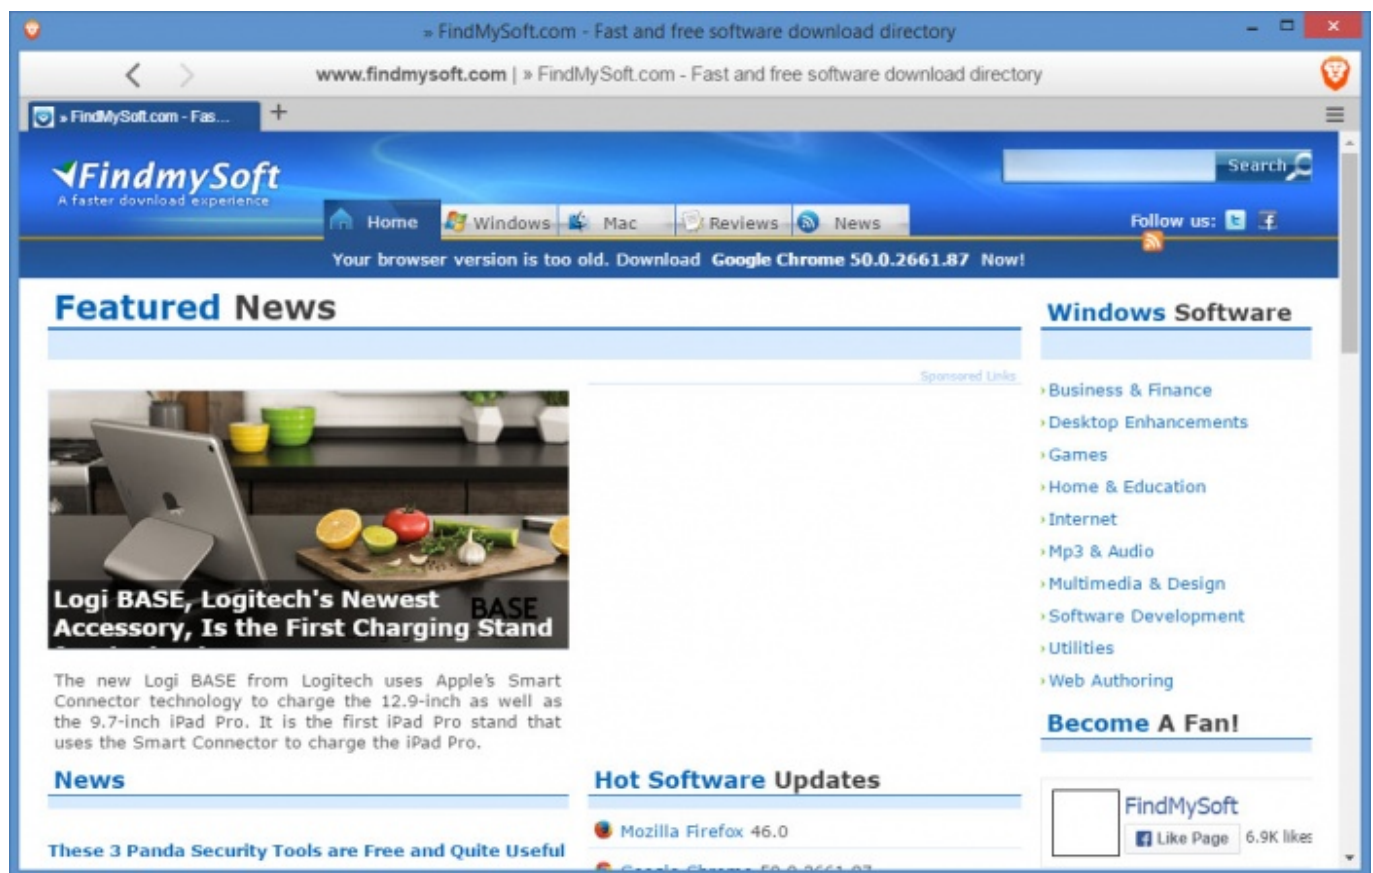 » FindMySoft.com - Fast and free software download directory
www.findmysoft.com | » FindMySoft.com - Fast and free software download directory
» FindMySoft.com - Fas...
FindmySoft
A faster download experience
Search
Home
Windows
Mac
Reviews
News
Follow us:
Your browser version is too old. Download Google Chrome 50.0.2661.87 Now!
Featured News
Sponsored Links
Logi BASE, Logitech's Newest
Accessory, Is the First Charging Stand
BASE
The new Logi BASE from Logitech uses Apple's Smart
Connector technology to charge the 12.9-inch as well as
the 9.7-inch iPad Pro. It is the first iPad Pro stand that
uses the Smart Connector to charge the iPad Pro.
News
These 3 Panda Security Tools are Free and Quite Useful
Hot Software Updates
Mozilla Firefox 46.0
Google Chrome 50.0.2661.87
Windows Software
Business & Finance
Desktop Enhancements
Games
Home & Education
Internet
Mp3 & Audio
Multimedia & Design
Software Development
Utilities
Web Authoring
Become A Fan!
FindMySoft
Like Page
6.9K likes